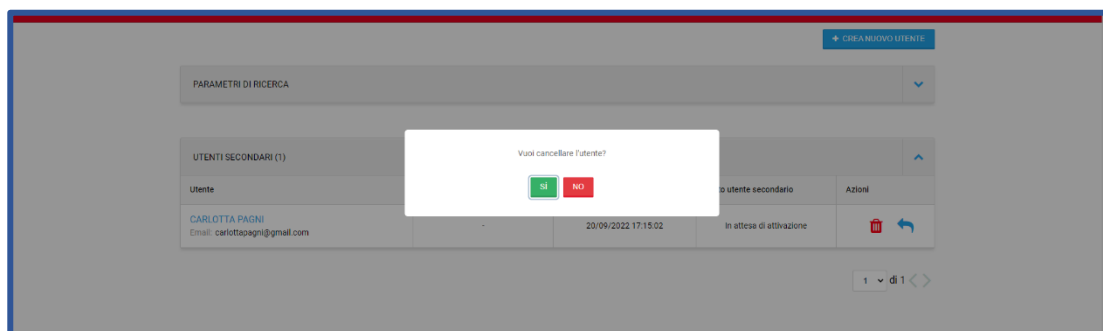 + CREA NUOVO UTENTE
PARAMETRI DI RICERCA
Vuoi cancellare l'utente?
SÌ NO
UTENTI SECONDARI (1)
Utente utente secondario Azioni
CARLOTTA PAGNI
Email: carlottapagni@gmail.com - 20/09/2022 17:15:02 In attesa di attivazione
1 di 1